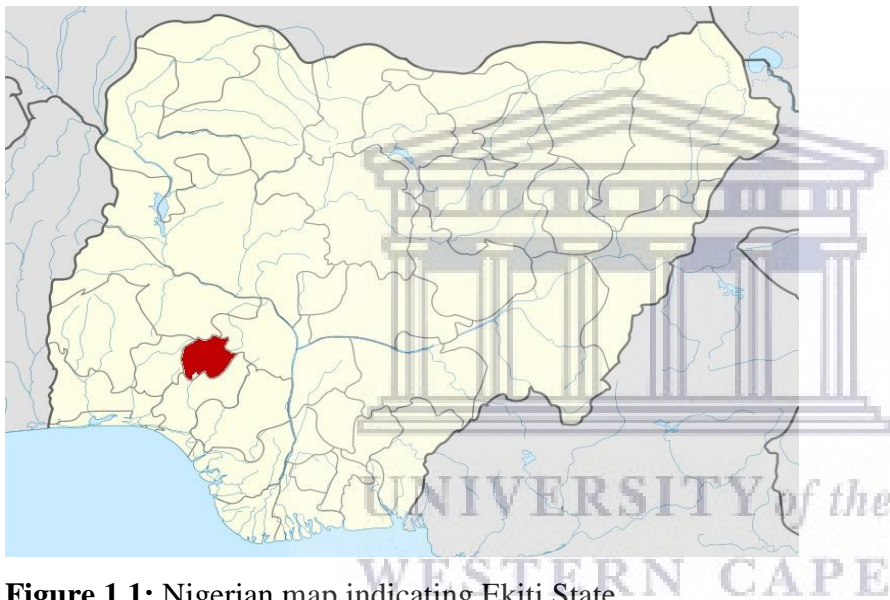 UNIVERSITY of the
WESTERN CAPE
Figure 1.1: Nigerian map indicating Ekiti State